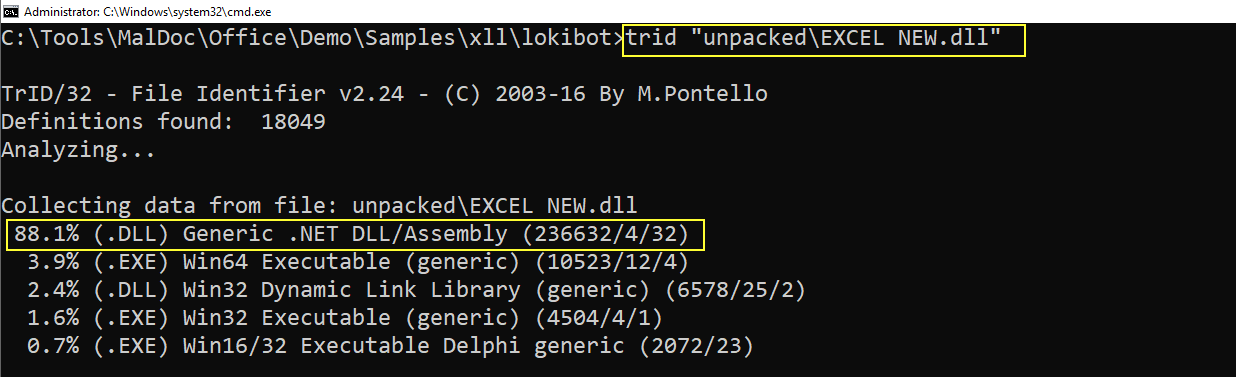 Administrator: C:\Windows\system32\cmd.exe
C:\Tools\MalDoc\Office\Demo\Samples\xll\lokibot>trid "unpacked\EXCEL NEW.dll"
TrID/32 - File Identifier v2.24 - (C) 2003-16 By M.Pontello
Definitions found:  18049
Analyzing...
Collecting data from file: unpacked\EXCEL NEW.dll
 88.1% (.DLL) Generic .NET DLL/Assembly (236632/4/32)
  3.9% (.EXE) Win64 Executable (generic) (10523/12/4)
  2.4% (.DLL) Win32 Dynamic Link Library (generic) (6578/25/2)
  1.6% (.EXE) Win32 Executable (generic) (4504/4/1)
  0.7% (.EXE) Win16/32 Executable Delphi generic (2072/23)